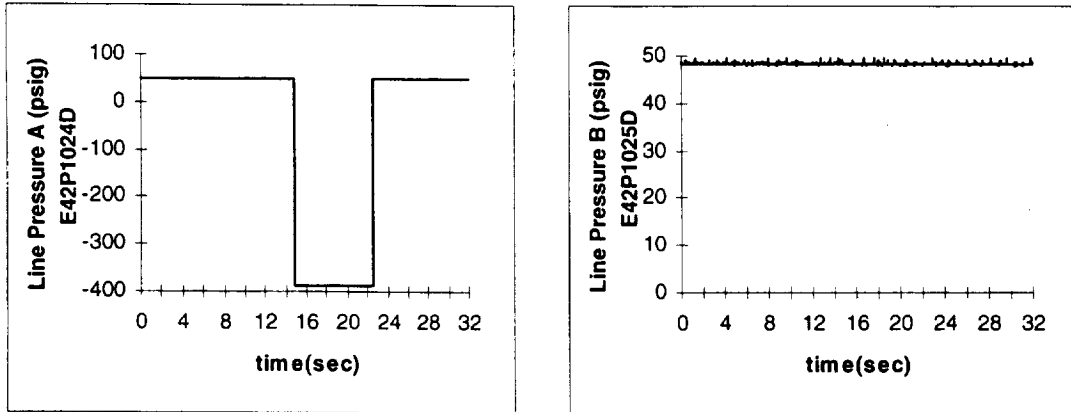 Line Pressure A (psig)
E42P1024D
100
0
-100
-200
-300
-400
0 4 8 12 16 20 24 28 32
time(sec)
Line Pressure B (psig)
E42P1025D
50
40
30
20
10
0
0 4 8 12 16 20 24 28 32
time(sec)